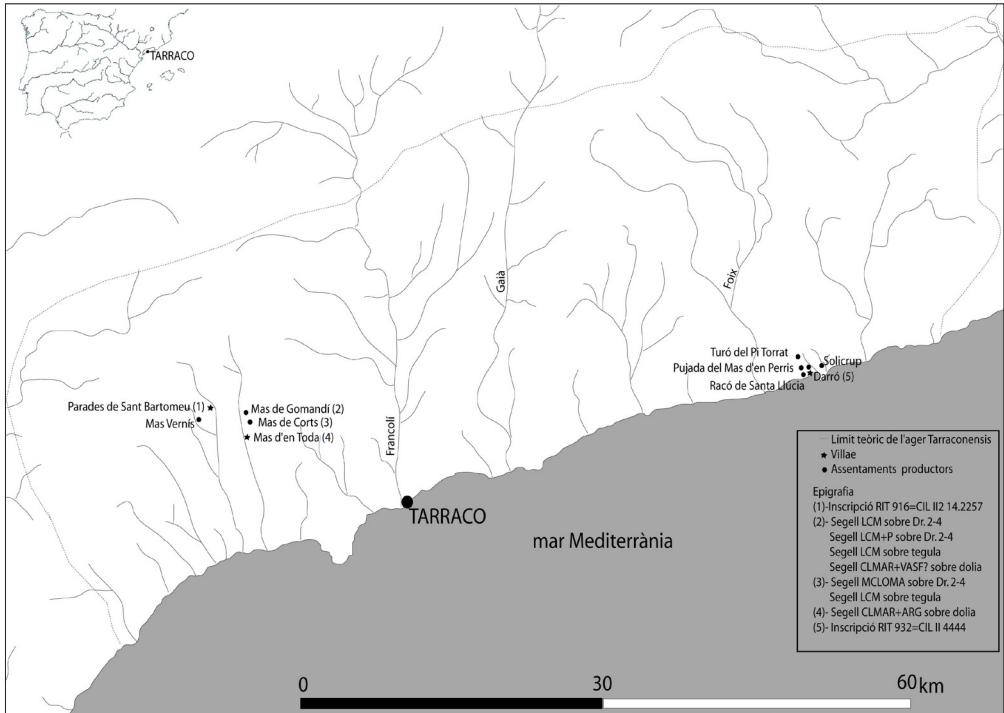 TARRACO
Gaià
Foix
Francolí
Turó del Pi Torrat
Solicrup
Pujada del Mas d'en Perris
Darró (5)
Racó de Santa Llúcia
Parades de Sant Bartomeu (1)
Mas Vernís
Mas de Gomandí (2)
Mas de Corts (3)
Mas d'en Toda (4)
TARRACO
mar Mediterrània
Límit teòric de l'ager Tarraconensis
Villae
Assentaments productors
Epigrafia
(1)-Inscripció RIT 916=CIL II2 14.2257
(2)- Segell LCM sobre Dr.2-4
Segell LCM+P sobre Dr.2-4
Segell LCM sobre tegula
Segell CLMAR+VASF? sobre dolia
(3)- Segell MCLOMA sobre Dr.2-4
Segell LCM sobre tegula
(4)- Segell CLMAR+ARG sobre dolia
(5)- Inscripció RIT 932=CIL II 4444
0 30 60 km